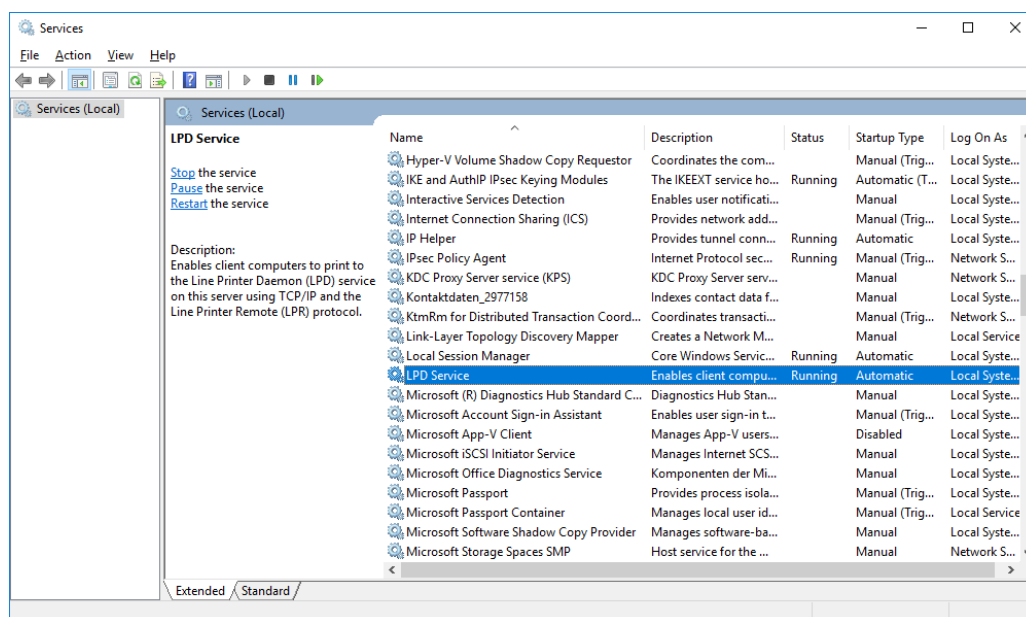 Services
File Action View Help
Services (Local)
Services (Local)
LPD Service
Stop the service
Pause the service
Restart the service
Description:
Enables client computers to print to
the Line Printer Daemon (LPD) service
on this server using TCP/IP and the
Line Printer Remote (LPR) protocol.
Name Description Status Startup Type Log On As
Hyper-V Volume Shadow Copy Requestor Coordinates the com... Manual (Trig... Local Syste...
IKE and AuthIP IPsec Keying Modules The IKEEXT service ho... Running Automatic (T... Local Syste...
Interactive Services Detection Enables user notificati... Manual Local Syste...
Internet Connection Sharing (ICS) Provides network add... Manual (Trig... Local Syste...
IP Helper Provides tunnel conn... Running Automatic Local Syste...
IPsec Policy Agent Internet Protocol sec... Running Manual (Trig... Network S...
KDC Proxy Server service (KPS) KDC Proxy Server serv... Manual Network S...
Kontaktdaten_2977158 Indexes contact data f... Manual Local Syste...
KtmRm for Distributed Transaction Coord... Coordinates transacti... Manual (Trig... Network S...
Link-Layer Topology Discovery Mapper Creates a Network M... Manual Local Service
Local Session Manager Core Windows Servic... Running Automatic Local Syste...
LPD Service Enables client compu... Running Automatic Local Syste...
Microsoft (R) Diagnostics Hub Standard C... Diagnostics Hub Stan... Manual Local Syste...
Microsoft Account Sign-in Assistant Enables user sign-in t... Manual (Trig... Local Syste...
Microsoft App-V Client Manages App-V users... Disabled Local Syste...
Microsoft iSCSI Initiator Service Manages Internet SCS... Manual Local Syste...
Microsoft Office Diagnostics Service Komponenten der Mi... Manual Local Syste...
Microsoft Passport Provides process isola... Manual (Trig... Local Syste...
Microsoft Passport Container Manages local user id... Manual (Trig... Local Service
Microsoft Software Shadow Copy Provider Manages software-ba... Manual Local Syste...
Microsoft Storage Spaces SMP Host service for the ... Manual Network S...
Extended Standard